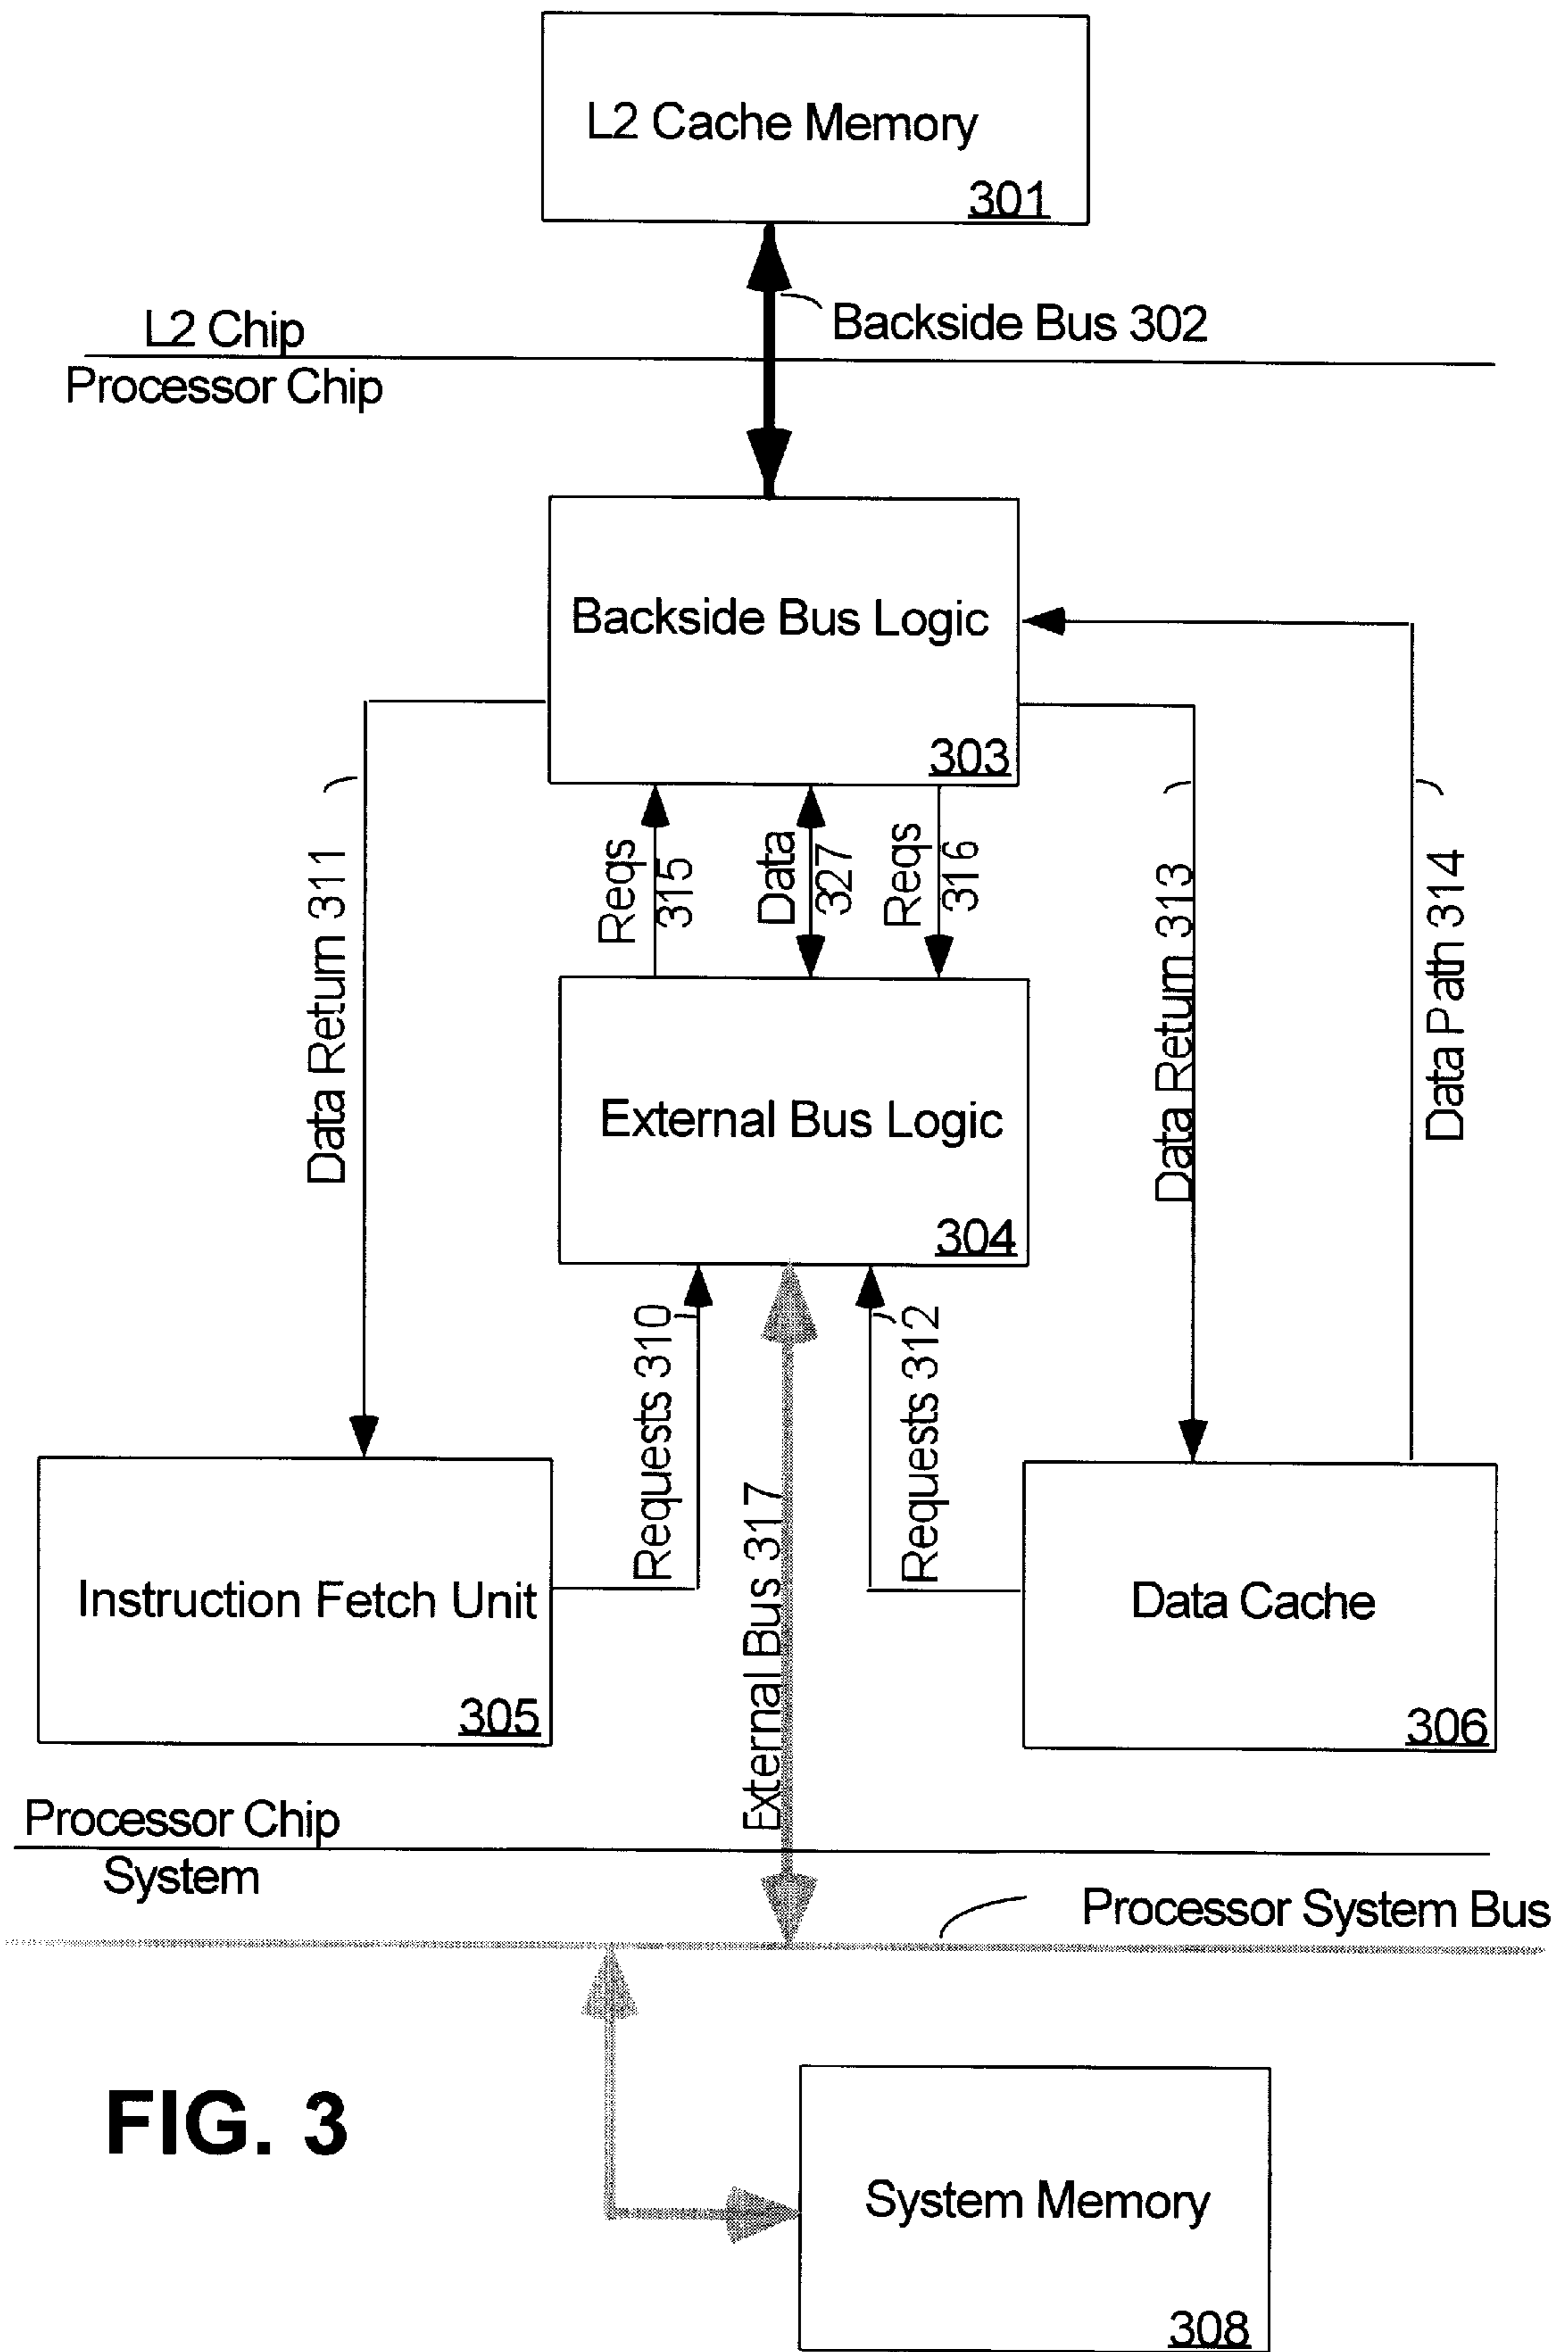 L2 Cache Memory
301
Backside Bus 302
L2 Chip
Processor Chip
Backside Bus Logic
303
Reqs
315
Data
327
Reqs
316
Data Return 311
Data Return 313
Data Path 314
External Bus Logic
304
Requests 310
Requests 312
External Bus 317
Instruction Fetch Unit
305
Data Cache
306
Processor Chip
System
Processor System Bus
FIG. 3
System Memory
308